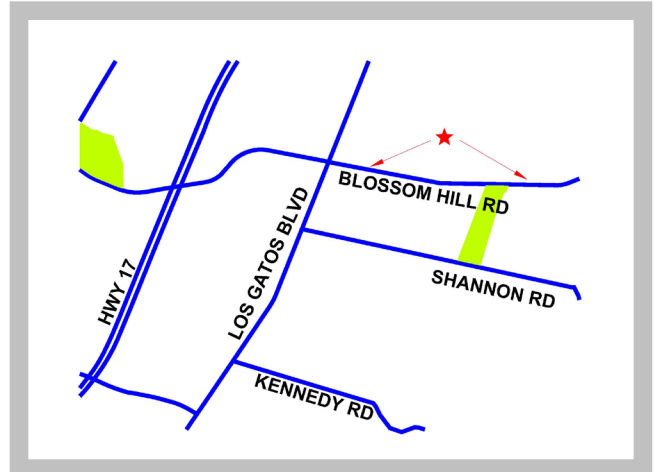 BLOSSOM HILL RD
LOS GATOS BLVD
HWY 17
SHANNON RD
KENNEDY RD